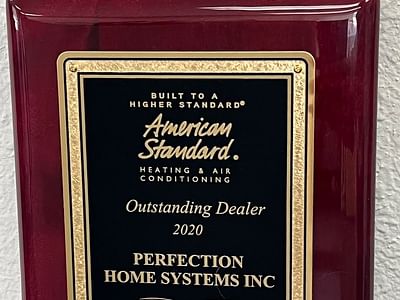 BUILT TO A
HIGHER STANDARD®
American
Standard.
HEATING & AIR
CONDITIONING
Outstanding Dealer
2020
PERFECTION
HOME SYSTEMS INC